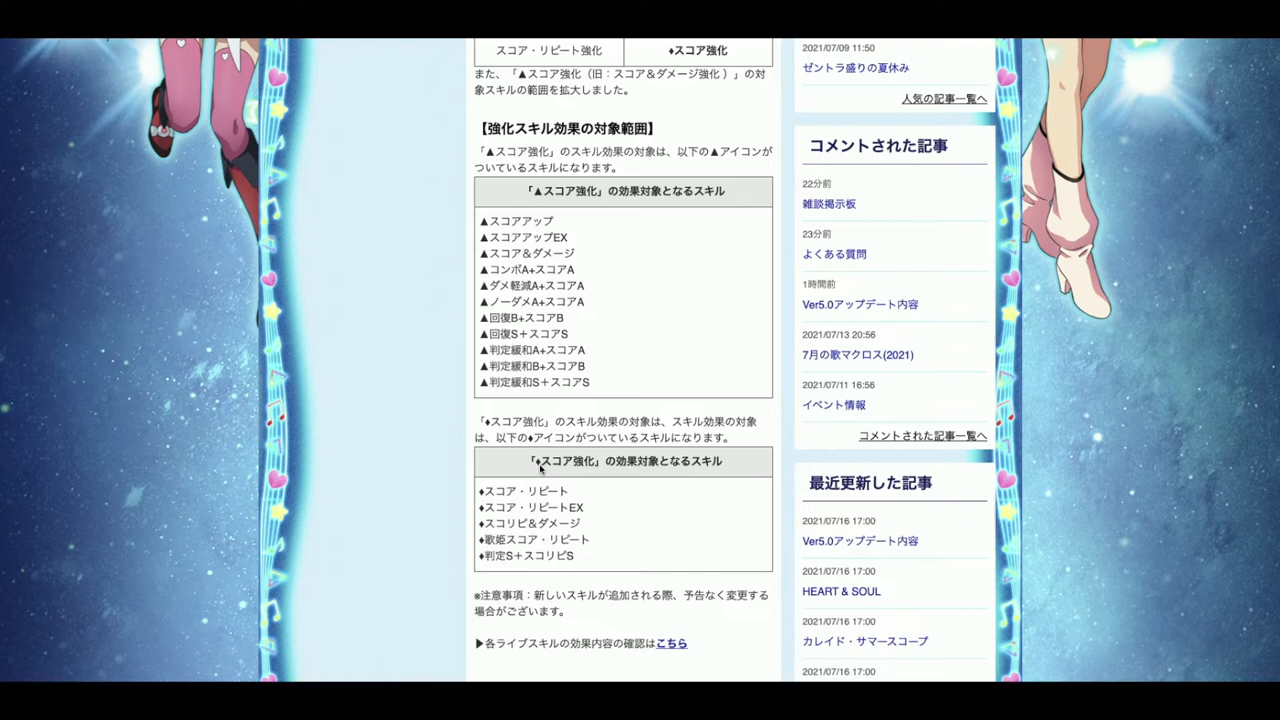 スコア・リピート強化
♦スコア強化
また、「▲スコア強化（旧：スコア＆ダメージ強化 ）」の対
象スキルの範囲を拡大しました。
【強化スキル効果の対象範囲】
「▲スコア強化」のスキル効果の対象は、以下の▲アイコンが
ついているスキルになります。
「▲スコア強化」の効果対象となるスキル
▲スコアアップ
▲スコアアップEX
▲スコア＆ダメージ
▲コンボA+スコアA
▲ダメ軽減A+スコアA
▲ノーダメA+スコアA
▲回復B+スコアB
▲回復S＋スコアS
▲判定緩和A+スコアA
▲判定緩和B+スコアB
▲判定緩和S＋スコアS
「♦スコア強化」のスキル効果の対象は、スキル効果の対象
は、以下の♦アイコンがついているスキルになります。
「♦スコア強化」の効果対象となるスキル
♦スコア・リピート
♦スコア・リピートEX
♦スコリピ＆ダメージ
♦歌姫スコア・リピート
♦判定S＋スコリピS
※注意事項：新しいスキルが追加される際、予告なく変更する
場合がございます。
▶各ライブスキルの効果内容の確認はこちら
2021/07/09 11:50
ゼントラ盛りの夏休み
人気の記事一覧へ
コメントされた記事
22分前
雑談掲示板
23分前
よくある質問
1時間前
Ver5.0アップデート内容
2021/07/13 20:56
7月の歌マクロス(2021)
2021/07/11 16:56
イベント情報
コメントされた記事一覧へ
最近更新した記事
2021/07/16 17:00
Ver5.0アップデート内容
2021/07/16 17:00
HEART & SOUL
2021/07/16 17:00
カレイド・サマースコープ
2021/07/16 17:00